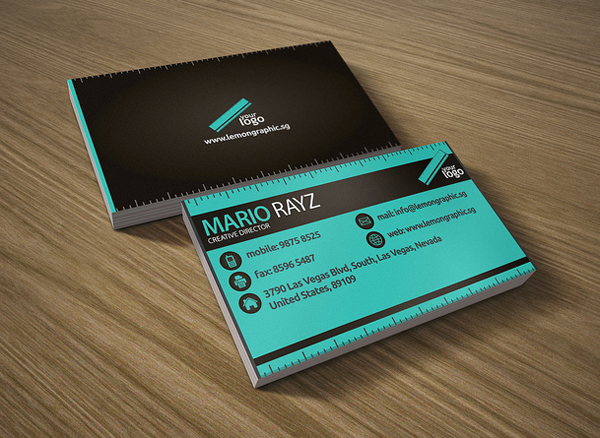 your
logo
www.lemongraphic.sg
your
logo
MARIO RAYZ
CREATIVE DIRECTOR
mobile: 9875 8525
fax: 8596 5487
3790 Las Vegas Blvd, South, Las Vegas, Nevada
United States, 89109
mail: info@lemongraphic.sg
web: www.lemongraphic.sg